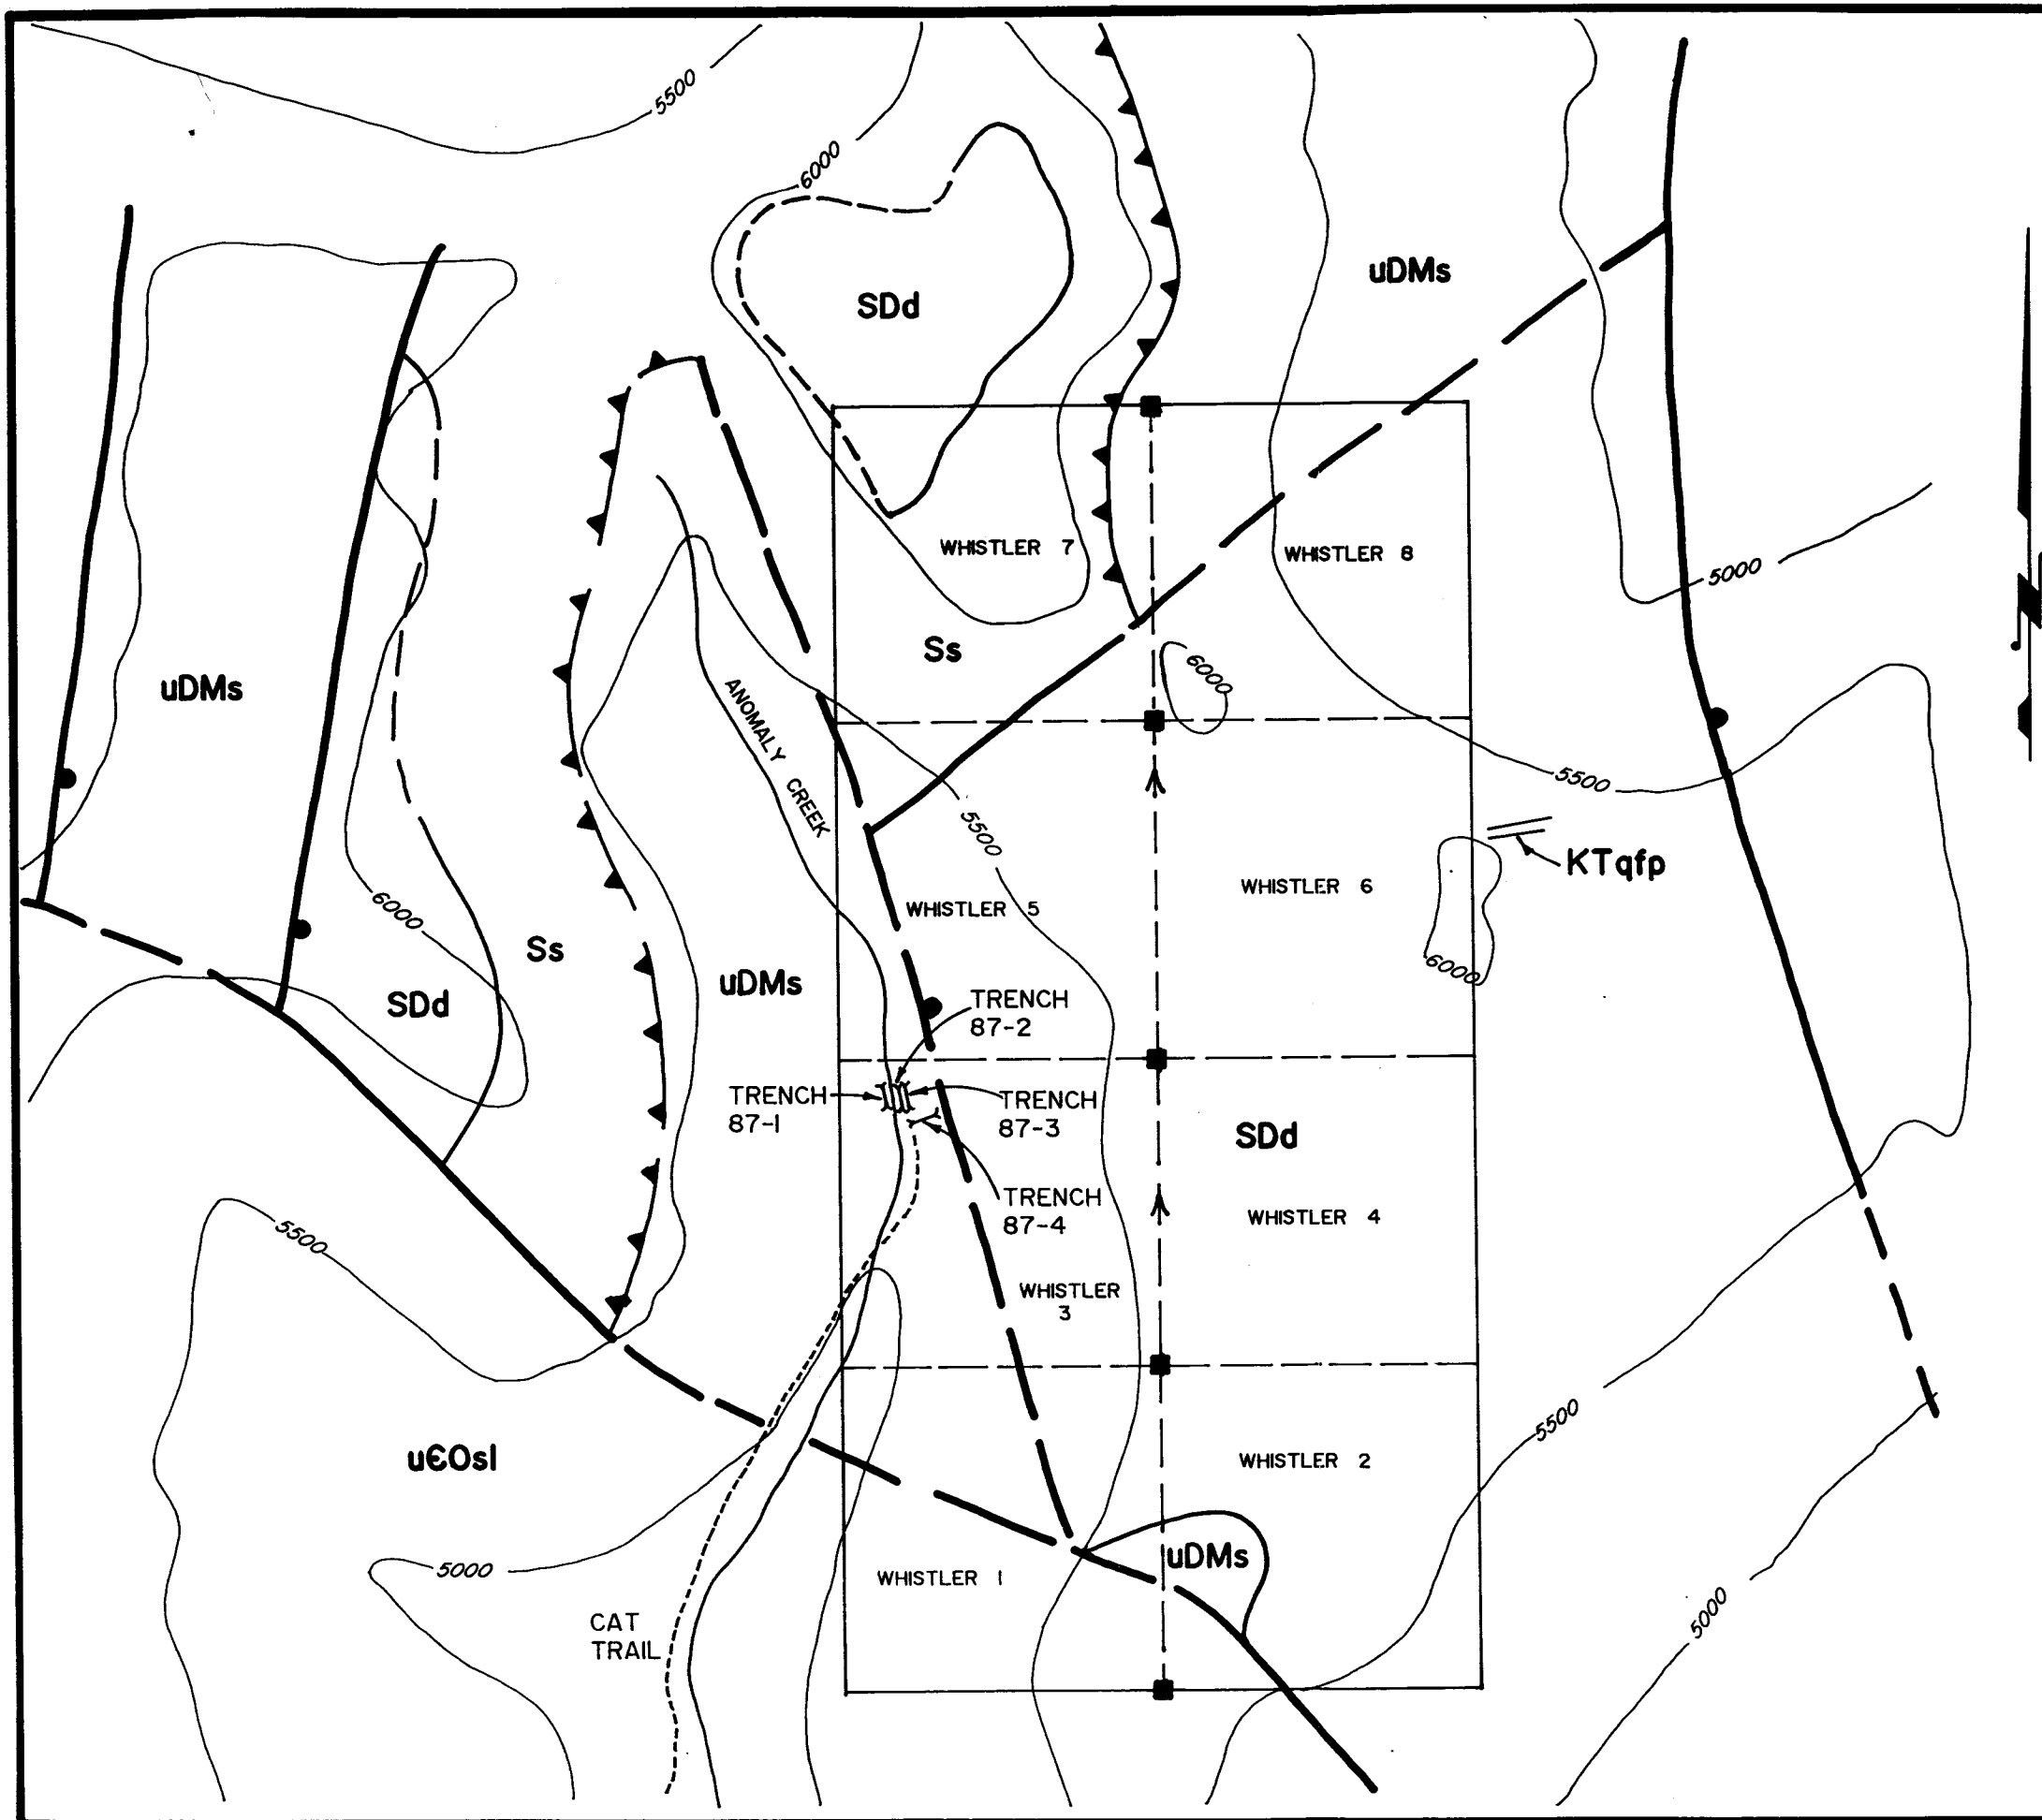 5500
6000
SDd
uDMs
WHISTLER 7
WHISTLER 8
5000
Ss
6000
uDMs
ANOMALY CREEK
5500
5500
KTqfp
WHISTLER 6
6000
WHISTLER 5
Ss
6000
uDMs
SDd
TRENCH
87-2
TRENCH
87-1
TRENCH
87-3
SDd
TRENCH
87-4
WHISTLER 4
5500
WHISTLER
3
5500
uЄOsl
WHISTLER 2
uDMs
5000
WHISTLER 1
5000
CAT
TRAIL